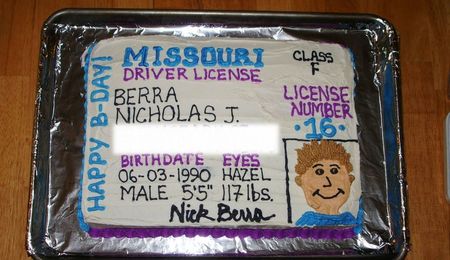 HAPPY B-DAY!
MISSOURI
DRIVER LICENSE
CLASS
F
BERRA
NICHOLAS J.
LICENSE
NUMBER
·16·
BIRTHDATE EYES
06-03-1990 HAZEL
MALE 5'5" 117 lbs.
Nick Berra